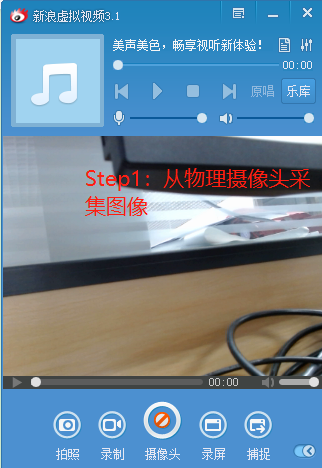 新浪虚拟视频3.1
美声美色，畅享视听新体验！
00:00
原唱 乐库
Step1：从物理摄像头采
集图像
00:00
拍照 录制 摄像头 录屏 捕捉